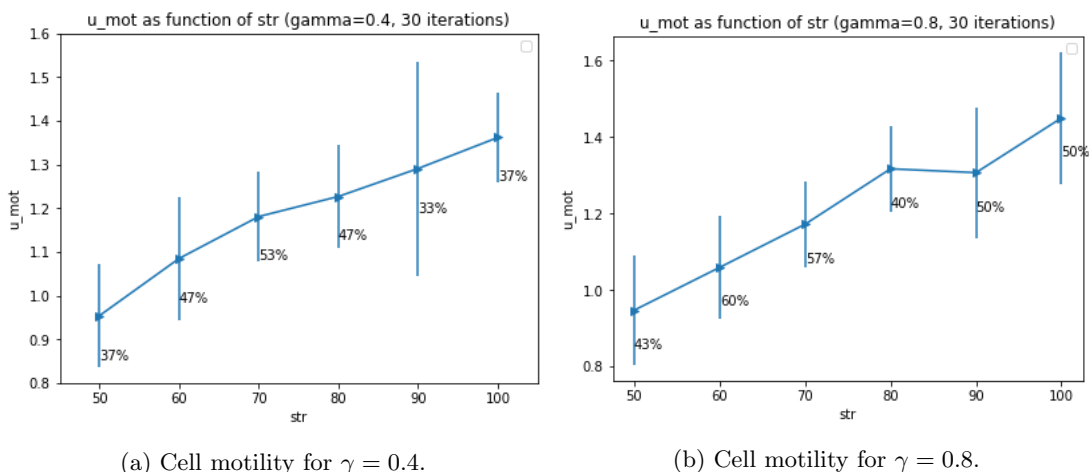 u_mot as function of str (gamma=0.4, 30 iterations)
1.6
1.5
1.4
1.3
1.2
1.1
1.0
0.9
0.8
u_mot
37%
47%
53%
47%
33%
37%
50 60 70 80 90 100
str
(a) Cell motility for γ = 0.4.
u_mot as function of str (gamma=0.8, 30 iterations)
1.6
1.4
1.2
1.0
0.8
u_mot
43%
60%
57%
40%
50%
50%
50 60 70 80 90 100
str
(b) Cell motility for γ = 0.8.